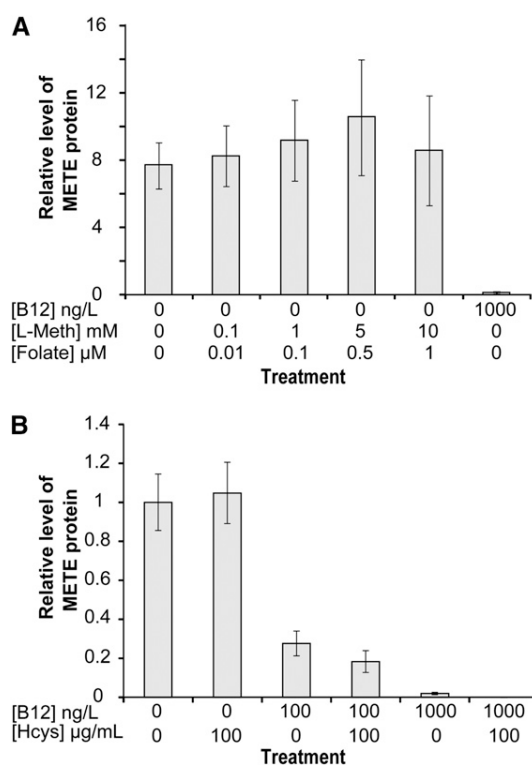 A
Relative level of
METE protein
16
12
8
4
0
[B12] ng/L 0 0 0 0 0 1000
[L-Meth] mM 0 0.1 1 5 10 0
[Folate] µM 0 0.01 0.1 0.5 1 0
Treatment
B
Relative level of
METE protein
1.4
1.2
1
0.8
0.6
0.4
0.2
0
[B12] ng/L 0 0 100 100 1000 1000
[Hcys] µg/mL 0 100 0 100 0 100
Treatment